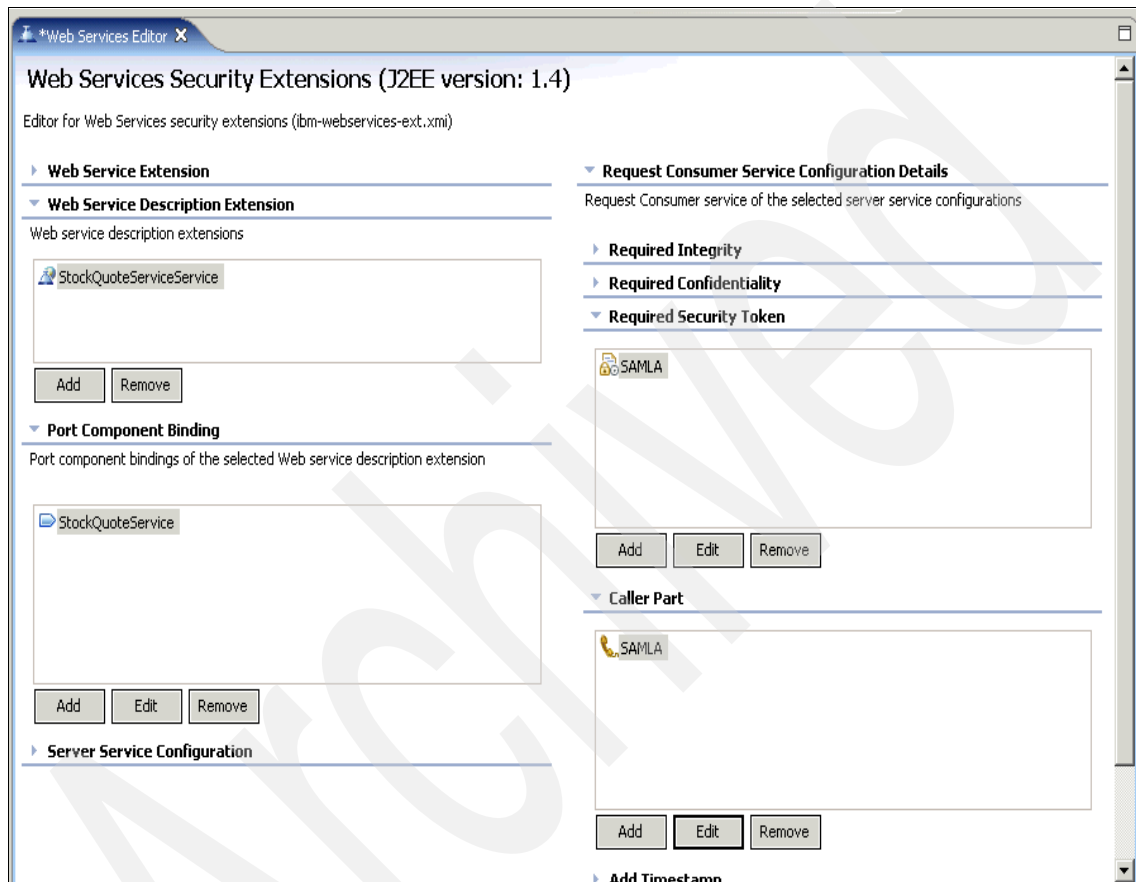 *Web Services Editor
Web Services Security Extensions (J2EE version: 1.4)
Editor for Web Services security extensions (ibm-webservices-ext.xmi)
Web Service Extension
Web Service Description Extension
Web service description extensions
StockQuoteServiceService
Add Remove
Port Component Binding
Port component bindings of the selected Web service description extension
StockQuoteService
Add Edit Remove
Server Service Configuration
Request Consumer Service Configuration Details
Request Consumer service of the selected server service configurations
Required Integrity
Required Confidentiality
Required Security Token
SAMLA
Add Edit Remove
Caller Part
SAMLA
Add Edit Remove
Add Timestamp
Archived